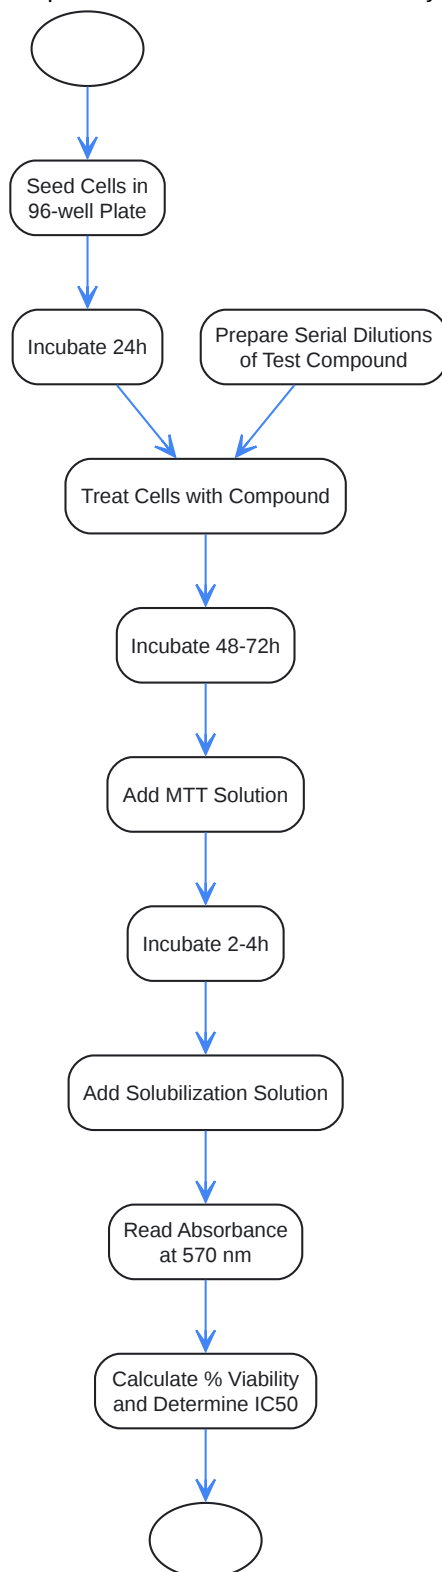 Seed Cells in
96-well Plate
Incubate 24h
Prepare Serial Dilutions
of Test Compound
Treat Cells with Compound
Incubate 48-72h
Add MTT Solution
Incubate 2-4h
Add Solubilization Solution
Read Absorbance
at 570 nm
Calculate % Viability
and Determine IC50